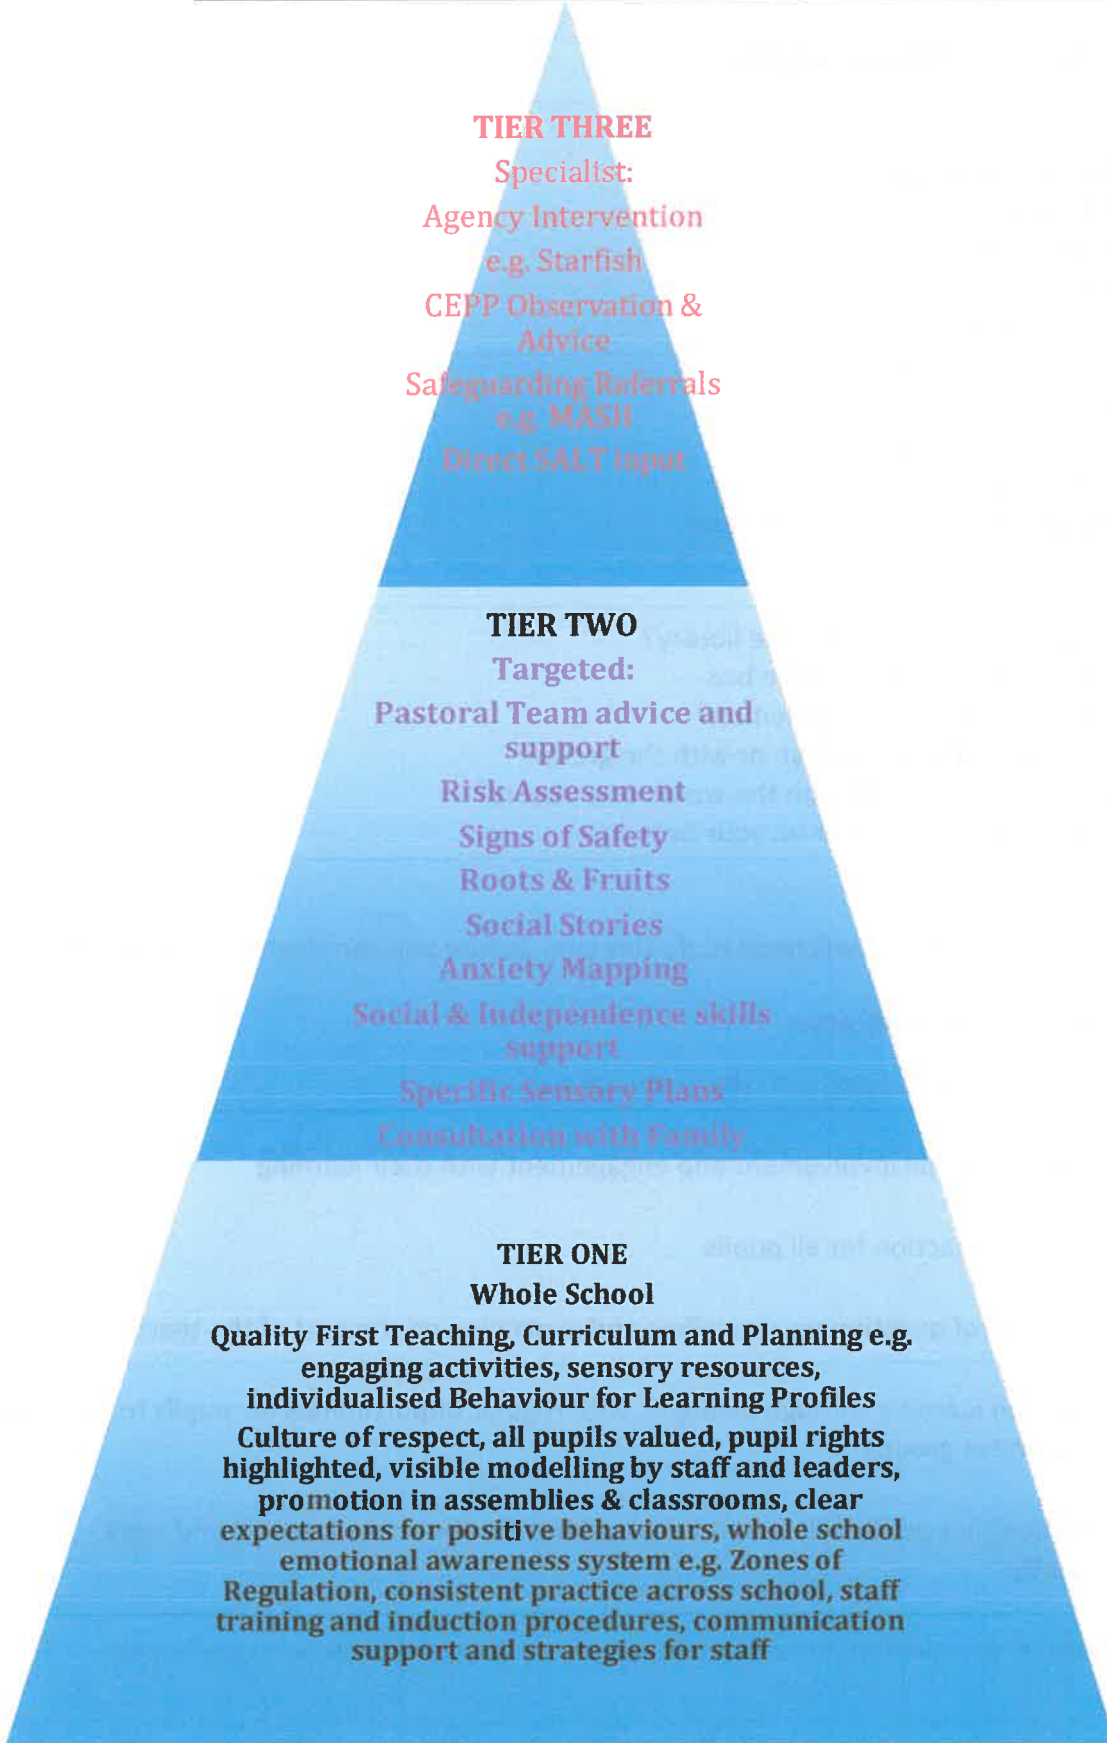 TIER THREE
Specialist:
Agency Intervention
e.g. Starfish
CEPP Observation &
Advice
Safeguarding Referrals
e.g. MASH
Direct SALT input
TIER TWO
Targeted:
Pastoral Team advice and
support
Risk Assessment
Signs of Safety
Roots & Fruits
Social Stories
Anxiety Mapping
Social & Independence skills
support
Specific Sensory Plans
Consultation with Family
TIER ONE
Whole School
Quality First Teaching, Curriculum and Planning e.g.
engaging activities, sensory resources,
individualised Behaviour for Learning Profiles
Culture of respect, all pupils valued, pupil rights
highlighted, visible modelling by staff and leaders,
promotion in assemblies & classrooms, clear
expectations for positive behaviours, whole school
emotional awareness system e.g. Zones of
Regulation, consistent practice across school, staff
training and induction procedures, communication
support and strategies for staff